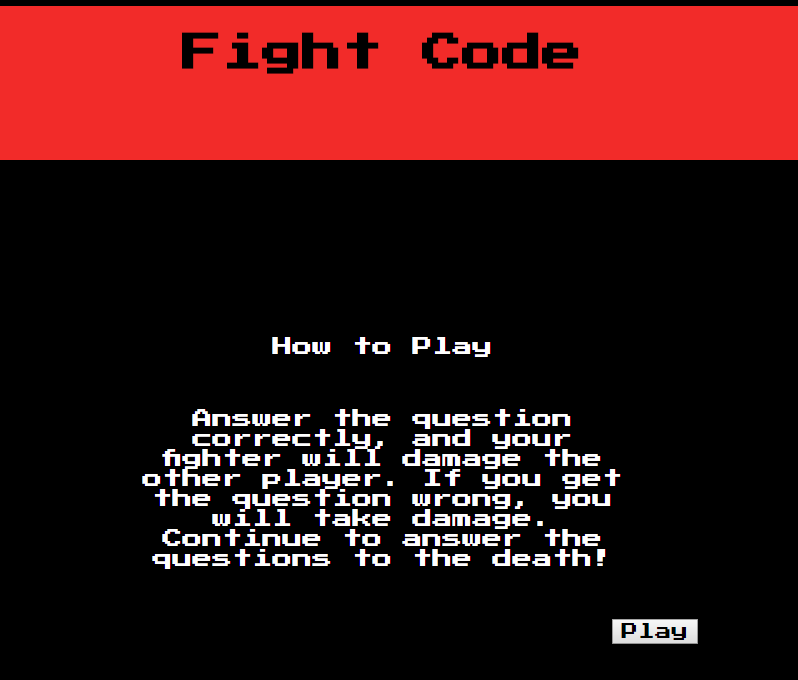 Fight Code
How to Play
Answer the question
correctly, and your
fighter will damage the
other player. If you get
the question wrong, you
will take damage.
Continue to answer the
questions to the death!
Play